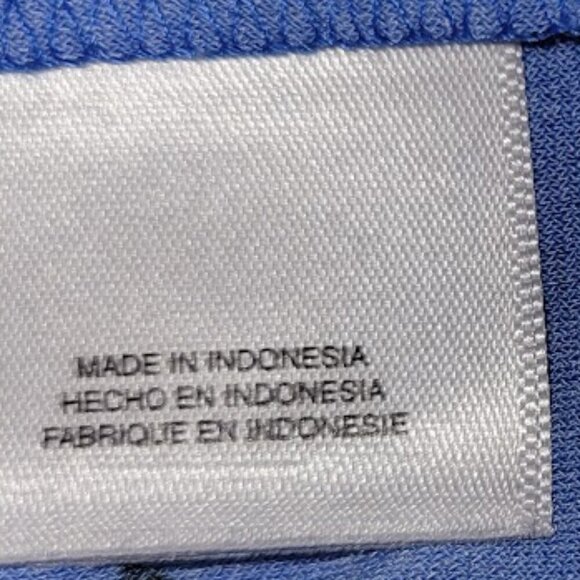 MADE IN INDONESIA
HECHO EN INDONESIA
FABRIQUE EN INDONESIE